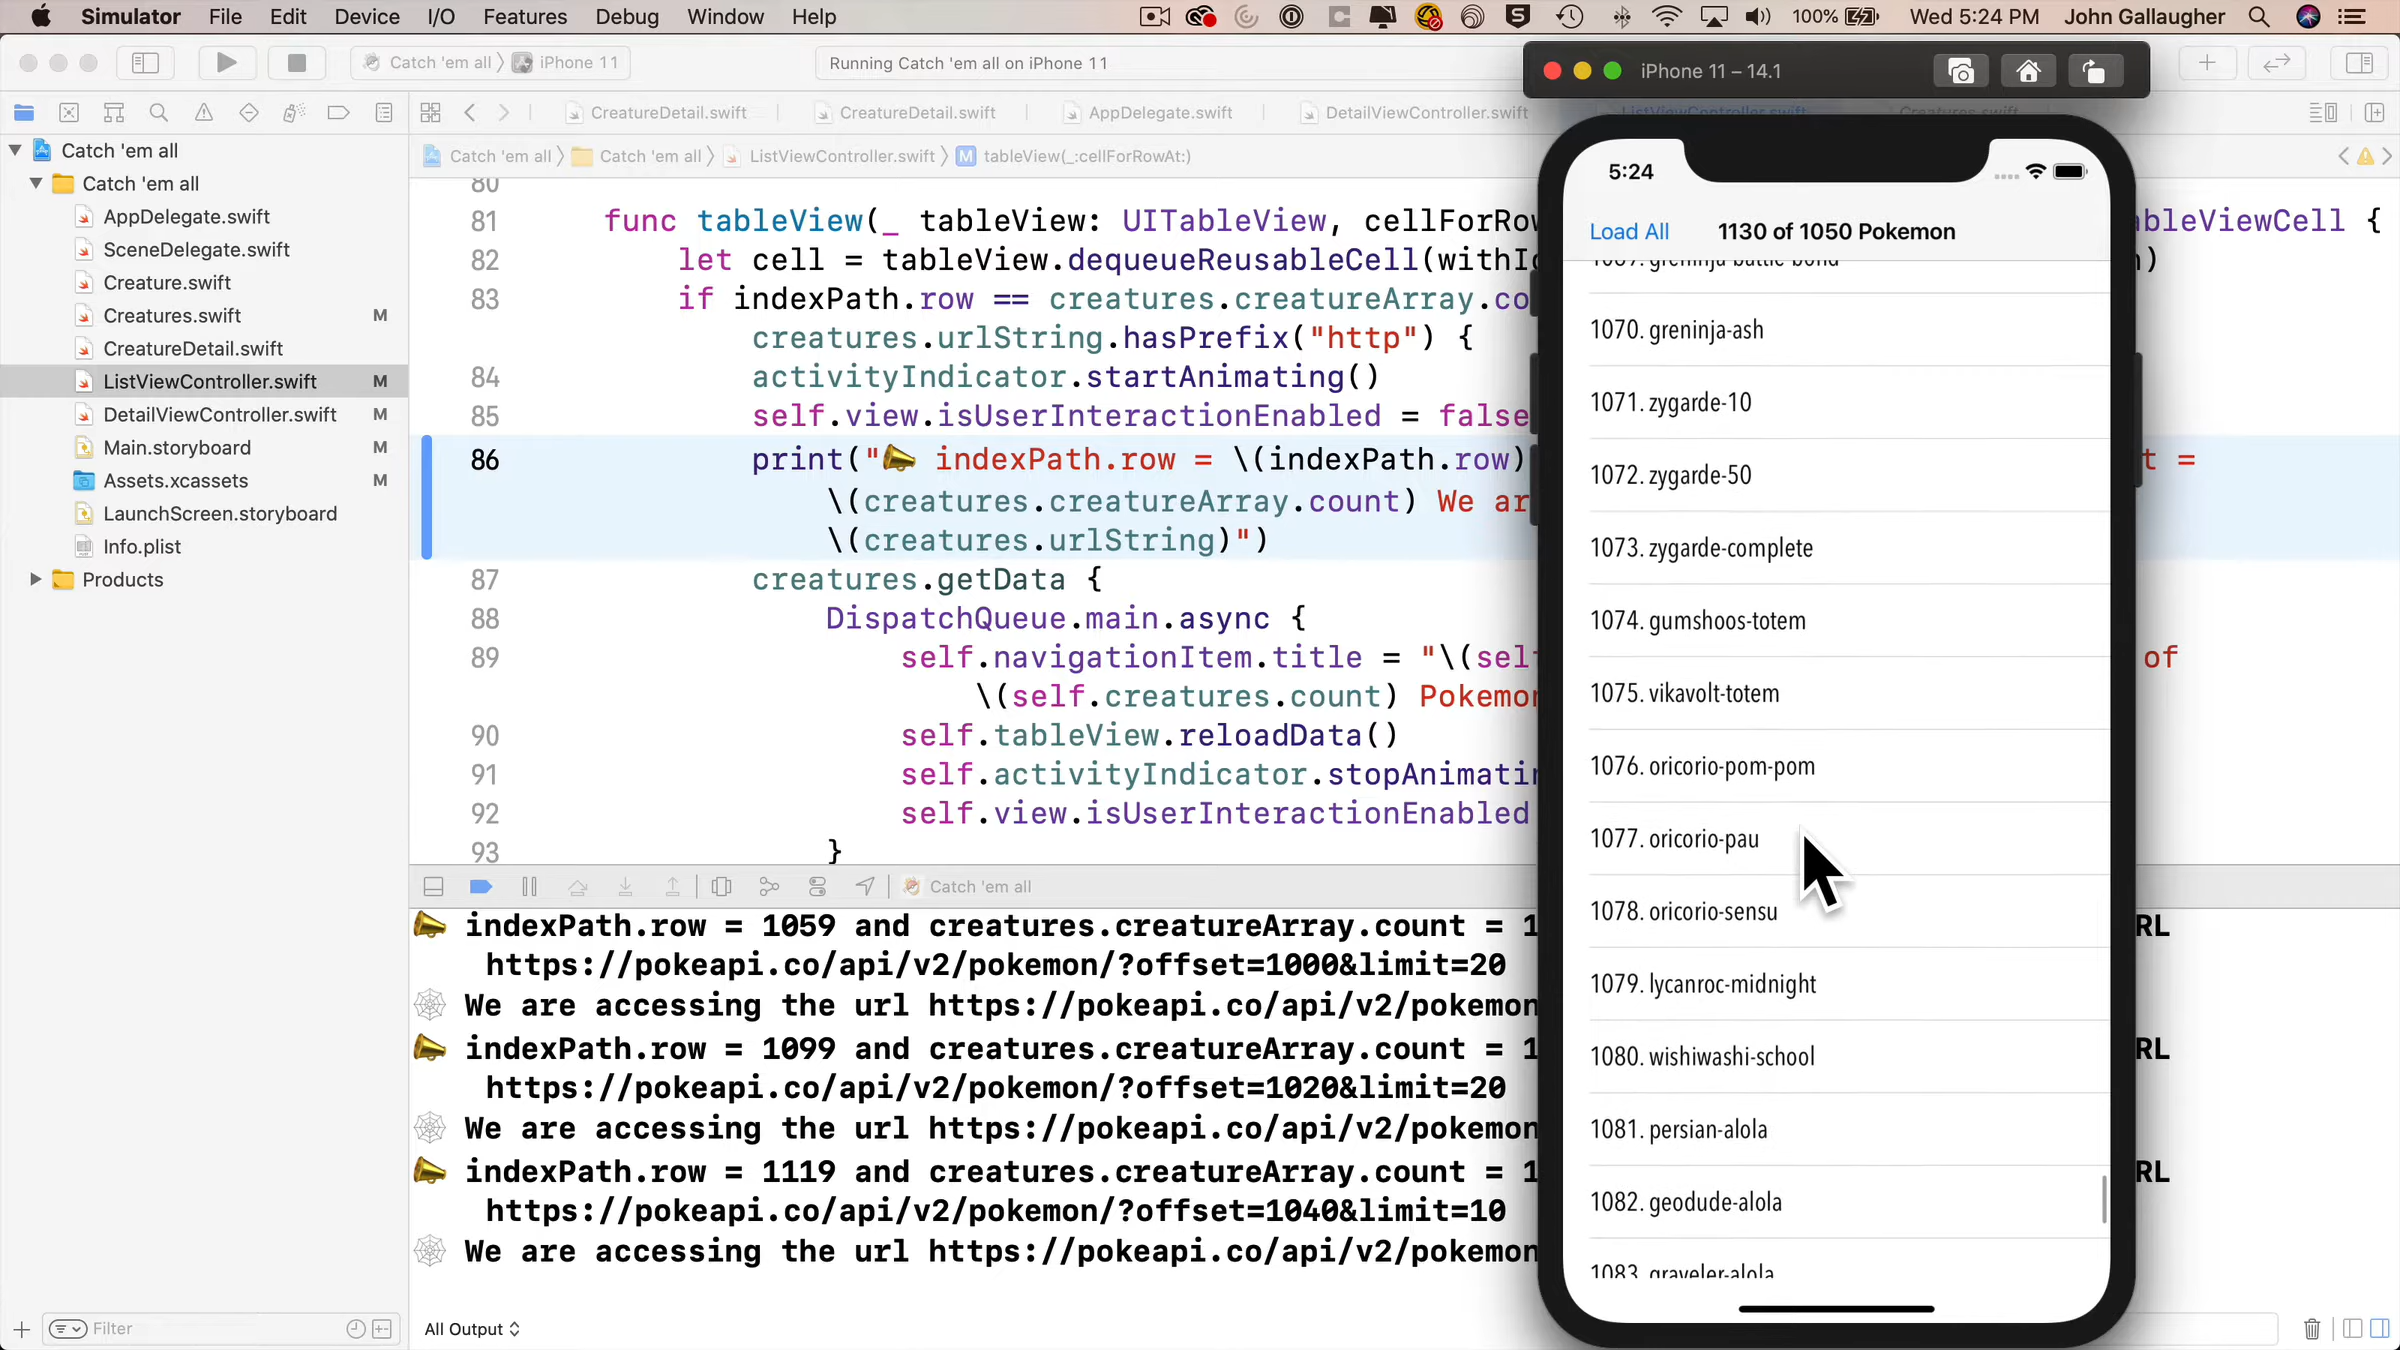 Simulator File Edit Device I/O Features Debug Window Help 100% Wed 5:24 PM John Gallaugher
Catch 'em all iPhone 11 Running Catch 'em all on iPhone 11
iPhone 11 – 14.1
CreatureDetail.swift CreatureDetail.swift AppDelegate.swift DetailViewController.swift ListViewController.swift Creatures.swift
Catch 'em all Catch 'em all ListViewController.swift M tableView(_:cellForRowAt:)
Catch 'em all
Catch 'em all
AppDelegate.swift
SceneDelegate.swift
Creature.swift
Creatures.swift M
CreatureDetail.swift
ListViewController.swift M
DetailViewController.swift M
Main.storyboard M
Assets.xcassets M
LaunchScreen.storyboard
Info.plist
Products
Filter
80
81 func tableView(_ tableView: UITableView, cellForRow ableViewCell {
82 let cell = tableView.dequeueReusableCell( )
83 if indexPath.row == creatures.creatureArray.
creatures.urlString.hasPrefix("http") {
84 activityIndicator.startAnimating()
85 self.view.isUserInteractionEnabled = false
86 print("📣 indexPath.row = \(indexPath.row) =
\(creatures.creatureArray.count) We
\(creatures.urlString)")
87 creatures.getData {
88 DispatchQueue.main.async {
89 self.navigationItem.title = "\( of
\(self.creatures.count)
90 self.tableView.reloadData()
91 self.activityIndicator.
92 self.view.isUserInteractionEnabled
93 }
Catch 'em all
📣 indexPath.row = 1059 and creatures.creatureArray.count = RL
https://pokeapi.co/api/v2/pokemon/?offset=1000&limit=20
🕸 We are accessing the url https://pokeapi.co/api/v2/pokemon
📣 indexPath.row = 1099 and creatures.creatureArray.count = RL
https://pokeapi.co/api/v2/pokemon/?offset=1020&limit=20
🕸 We are accessing the url https://pokeapi.co/api/v2/pokemon
📣 indexPath.row = 1119 and creatures.creatureArray.count = RL
https://pokeapi.co/api/v2/pokemon/?offset=1040&limit=10
🕸 We are accessing the url https://pokeapi.co/api/v2/pokemon
All Output
5:24
Load All 1130 of 1050 Pokemon
1070. greninja-ash
1071. zygarde-10
1072. zygarde-50
1073. zygarde-complete
1074. gumshoos-totem
1075. vikavolt-totem
1076. oricorio-pom-pom
1077. oricorio-pau
1078. oricorio-sensu
1079. lycanroc-midnight
1080. wishiwashi-school
1081. persian-alola
1082. geodude-alola
1083. graveler-alola